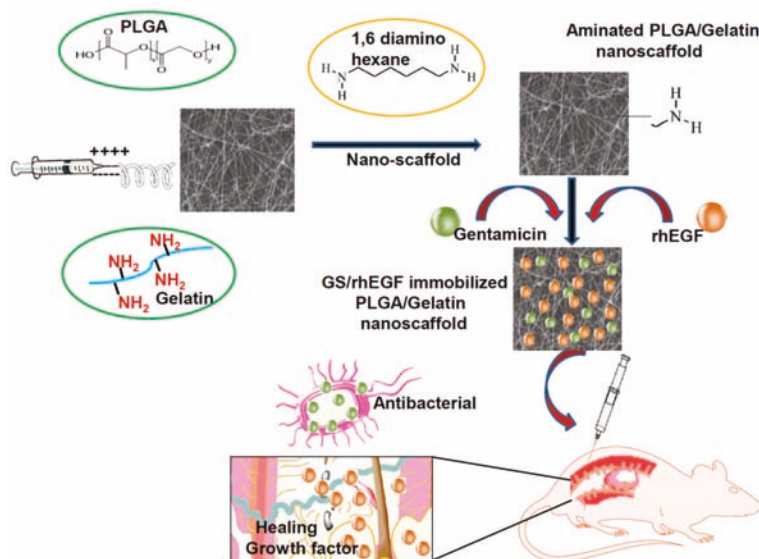 PLGA
HO
O
O
O
O
H
x
y
1,6 diamino
hexane
H
N
H
H
N
H
Aminated PLGA/Gelatin
nanoscaffold
H
N
H
++++
----
Nano-scaffold
Gentamicin
rhEGF
NH2
NH2
NH2
NH2
Gelatin
GS/rhEGF immobilized
PLGA/Gelatin
nanoscaffold
Antibacterial
Healing
Growth factor